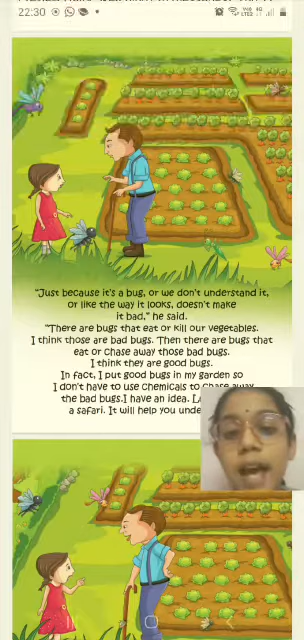 22:30
"Just because it's a bug, or we don't understand it,
or like the way it looks, doesn't make
it bad," he said.
"There are bugs that eat or kill our vegetables.
I think those are bad bugs. Then there are bugs that
eat or chase away those bad bugs.
I think they are good bugs.
In fact, I put good bugs in my garden so
I don't have to use chemicals to chase away
the bad bugs.I have an idea.
a safari. It will help you